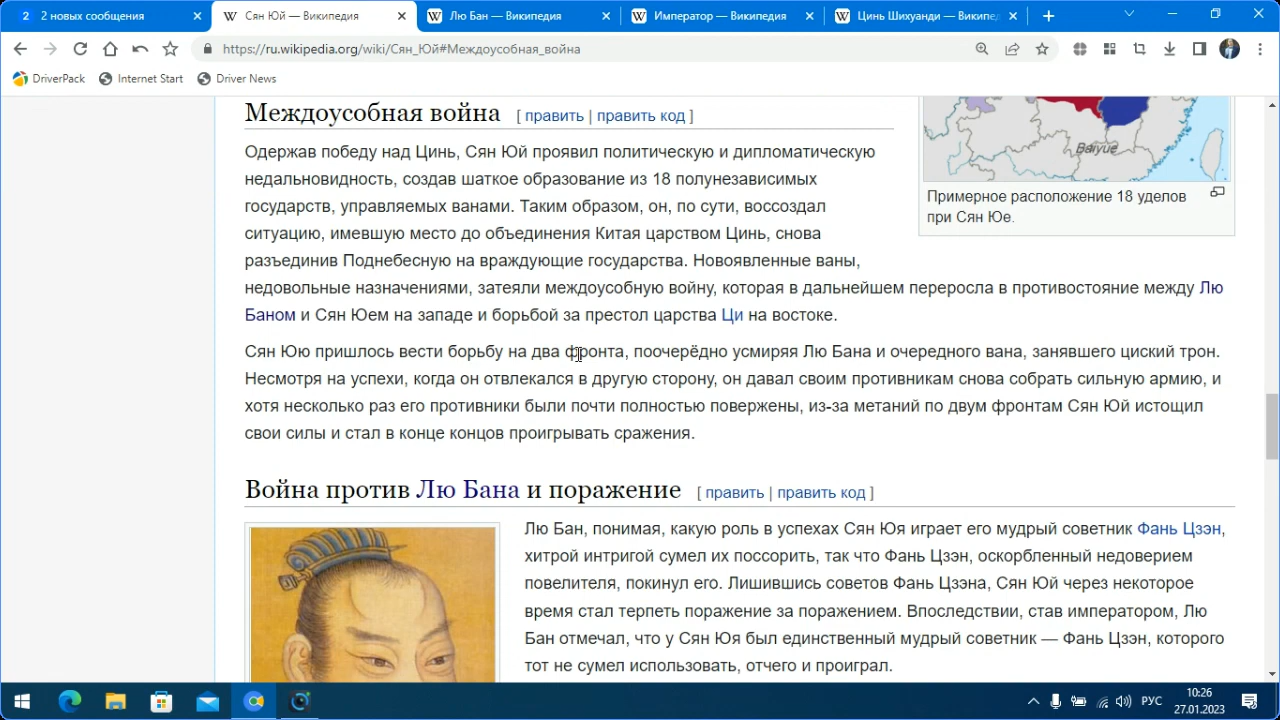 2 2 новых сообщения
Сян Юй — Википедия
Лю Бан — Википедия
Император — Википедия
Цинь Шихуанди — Википед
https://ru.wikipedia.org/wiki/Сян_Юй#Междоусобная_война
DriverPack
Internet Start
Driver News
Междоусобная война [ править | править код ]
Baiyue
Примерное расположение 18 уделов
при Сян Юе.
Одержав победу над Цинь, Сян Юй проявил политическую и дипломатическую
недальновидность, создав шаткое образование из 18 полунезависимых
государств, управляемых ванами. Таким образом, он, по сути, воссоздал
ситуацию, имевшую место до объединения Китая царством Цинь, снова
разъединив Поднебесную на враждующие государства. Новоявленные ваны,
недовольные назначениями, затеяли междоусобную войну, которая в дальнейшем переросла в противостояние между Лю
Баном и Сян Юем на западе и борьбой за престол царства Ци на востоке.
Сян Юю пришлось вести борьбу на два фронта, поочерёдно усмиряя Лю Бана и очередного вана, занявшего циский трон.
Несмотря на успехи, когда он отвлекался в другую сторону, он давал своим противникам снова собрать сильную армию, и
хотя несколько раз его противники были почти полностью повержены, из-за метаний по двум фронтам Сян Юй истощил
свои силы и стал в конце концов проигрывать сражения.
Война против Лю Бана и поражение [ править | править код ]
Лю Бан, понимая, какую роль в успехах Сян Юя играет его мудрый советник Фань Цзэн,
хитрой интригой сумел их поссорить, так что Фань Цзэн, оскорбленный недоверием
повелителя, покинул его. Лишившись советов Фань Цзэна, Сян Юй через некоторое
время стал терпеть поражение за поражением. Впоследствии, став императором, Лю
Бан отмечал, что у Сян Юя был единственный мудрый советник — Фань Цзэн, которого
тот не сумел использовать, отчего и проиграл.
РУС
10:26
27.01.2023